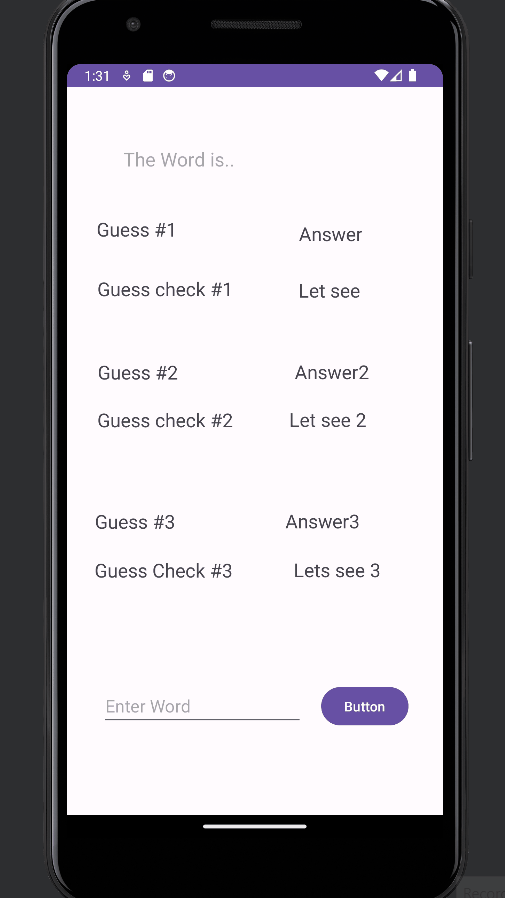 1:31
The Word is..
Guess #1 Answer
Guess check #1 Let see
Guess #2 Answer2
Guess check #2 Let see 2
Guess #3 Answer3
Guess Check #3 Lets see 3
Enter Word Button